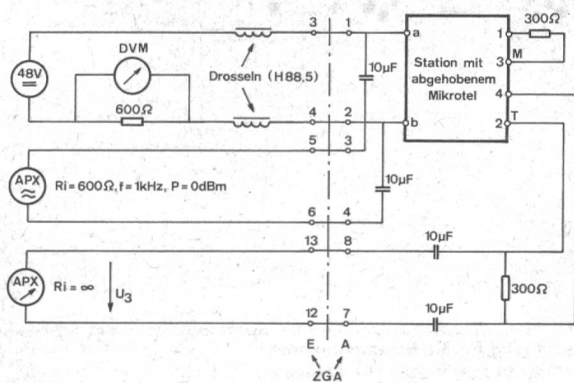 3 1
a
1 300Ω
M
3
DVM
10µF
Station mit
abgehobenem
Mikrotel
48V
Drosseln (H88,5)
4
600Ω
4 2
b
2 T
5 3
APX
Ri=600Ω, f=1kHz, P=0dBm
10µF
6 4
13 8
10µF
APX
Ri=∞
U3
300Ω
10µF
12 7
E A
ZGA